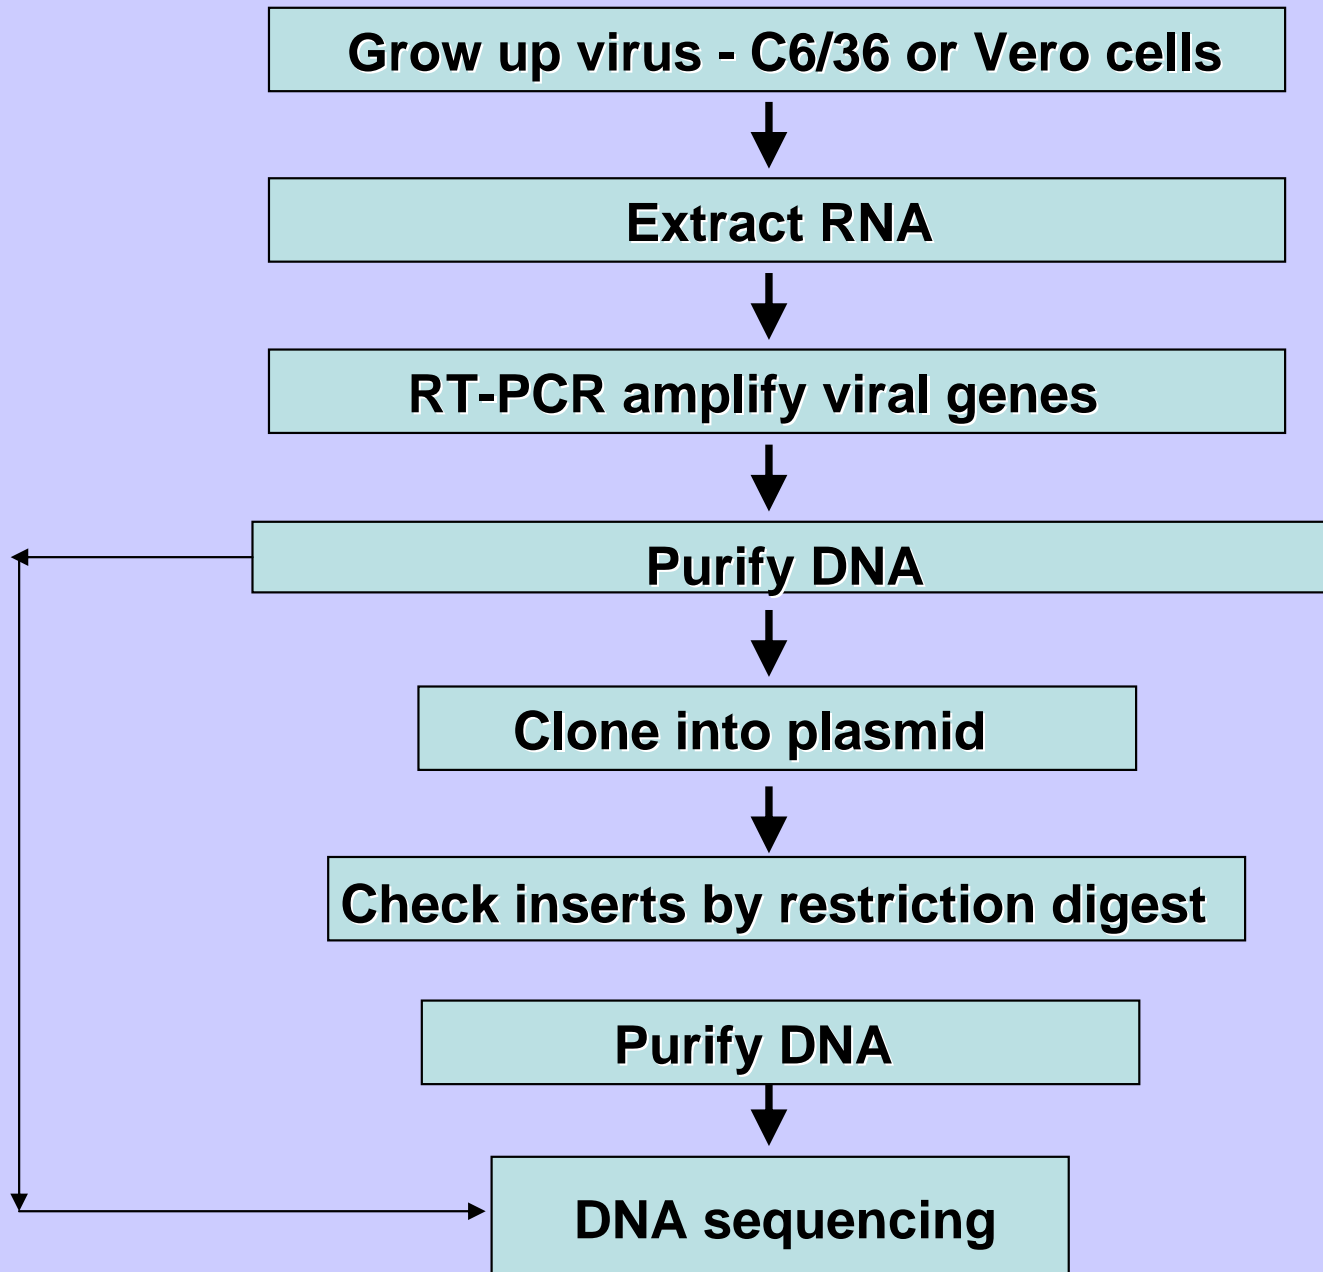 Grow up virus - C6/36 or Vero cells
Extract RNA
RT-PCR amplify viral genes
Purify DNA
Clone into plasmid
Check inserts by restriction digest
Purify DNA
DNA sequencing